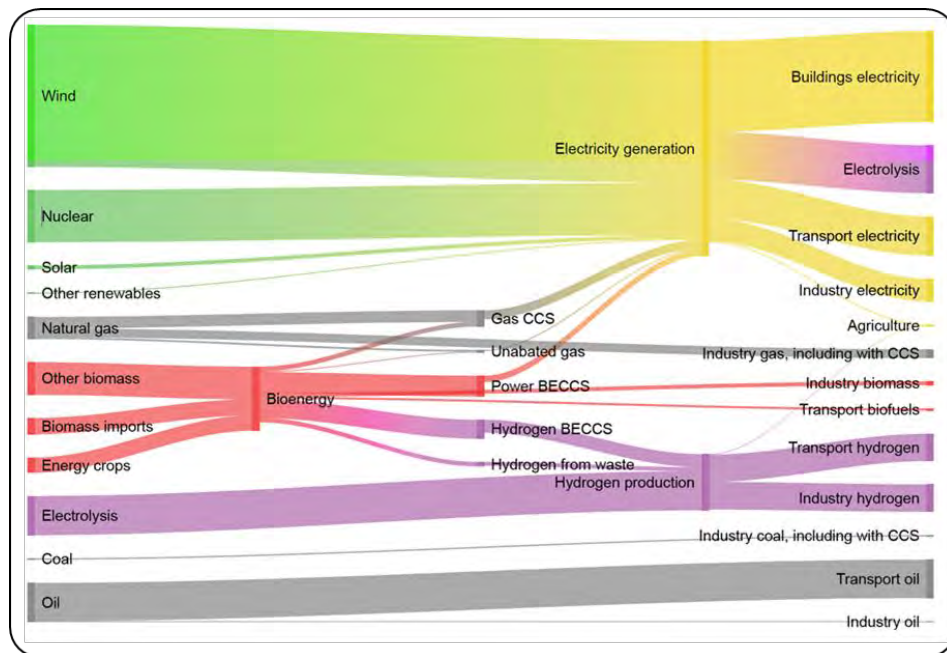 Wind
Buildings electricity
Electricity generation
Electrolysis
Nuclear
Transport electricity
Solar
Other renewables
Industry electricity
Natural gas
Gas CCS
Agriculture
Unabated gas
Industry gas, including with CCS
Other biomass
Bioenergy
Power BECCS
Industry biomass
Transport biofuels
Biomass imports
Hydrogen BECCS
Transport hydrogen
Energy crops
Hydrogen from waste
Hydrogen production
Industry hydrogen
Electrolysis
Industry coal, including with CCS
Coal
Transport oil
Oil
Industry oil